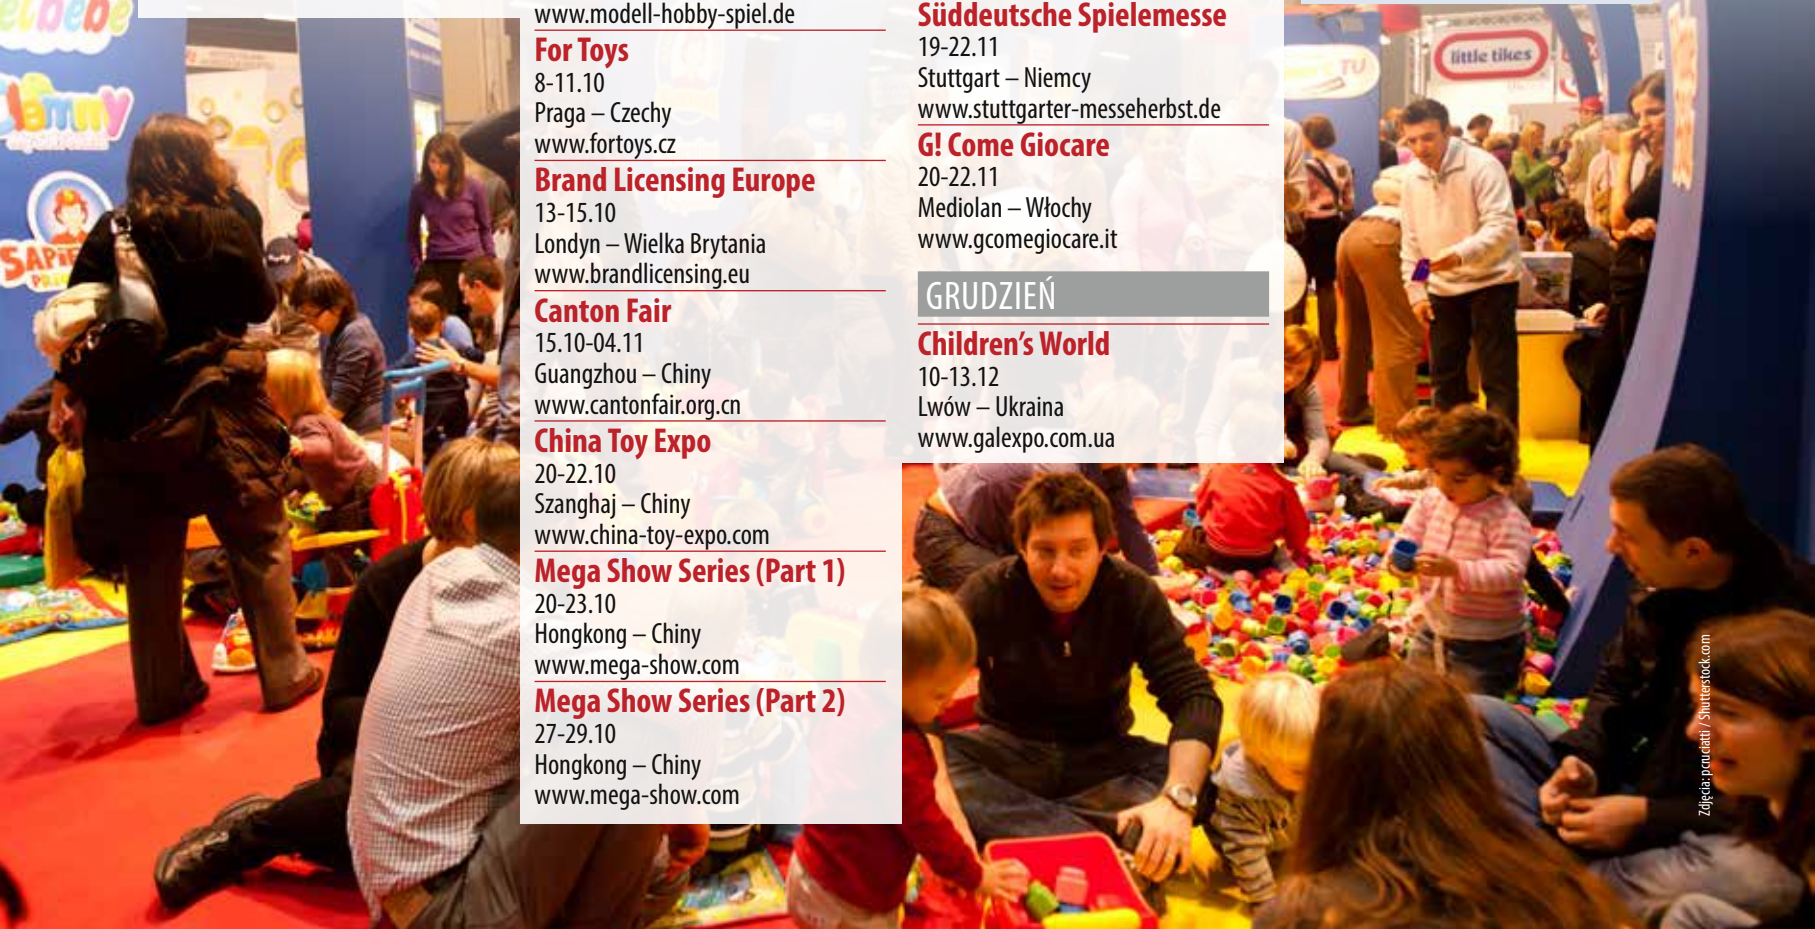 www.modell-hobby-spiel.de
For Toys
8-11.10
Praga – Czechy
www.fortoys.cz
Brand Licensing Europe
13-15.10
Londyn – Wielka Brytania
www.brandlicensing.eu
Canton Fair
15.10-04.11
Guangzhou – Chiny
www.cantonfair.org.cn
China Toy Expo
20-22.10
Szanghaj – Chiny
www.china-toy-expo.com
Mega Show Series (Part 1)
20-23.10
Hongkong – Chiny
www.mega-show.com
Mega Show Series (Part 2)
27-29.10
Hongkong – Chiny
www.mega-show.com
Süddeutsche Spielemesse
19-22.11
Stuttgart – Niemcy
www.stuttgarter-messeherbst.de
G! Come Giocare
20-22.11
Mediolan – Włochy
www.gcomegiocare.it
GRUDZIEŃ
Children’s World
10-13.12
Lwów – Ukraina
www.galexpo.com.ua
little tikes
TU
Zdjęcia: pcruciatti / Shutterstock.com